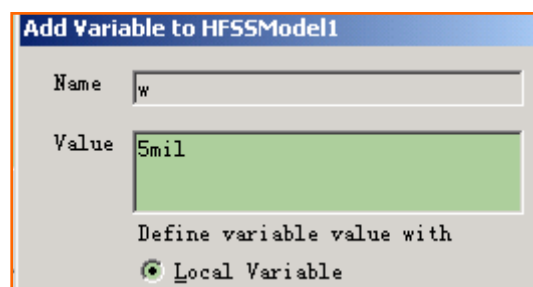 Add Variable to HFSSModel1
Name w
Value 5mil
Define variable value with
Local Variable